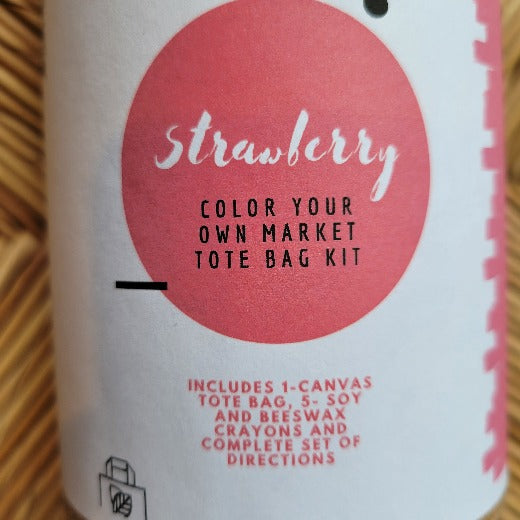 strawberry
COLOR YOUR
OWN MARKET
TOTE BAG KIT
INCLUDES 1-CANVAS
TOTE BAG, 5- SOY
AND BEESWAX
CRAYONS AND
COMPLETE SET OF
DIRECTIONS